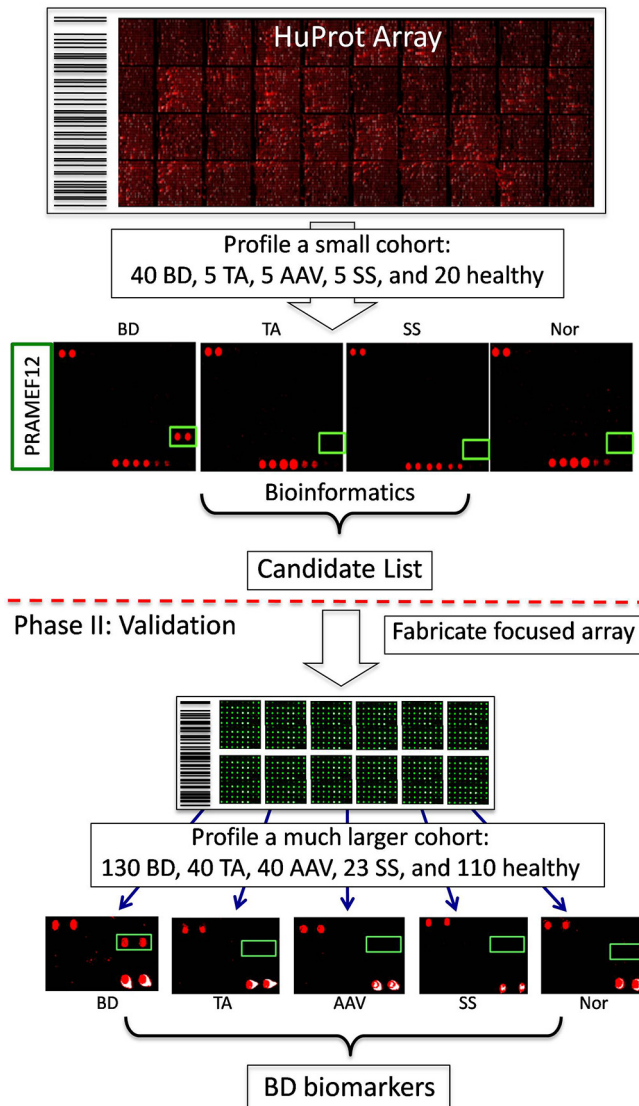 HuProt Array
Profile a small cohort:
40 BD, 5 TA, 5 AAV, 5 SS, and 20 healthy
BD TA SS Nor
PRAMEF12
Bioinformatics
Candidate List
Phase II: Validation
Fabricate focused array
Profile a much larger cohort:
130 BD, 40 TA, 40 AAV, 23 SS, and 110 healthy
BD TA AAV SS Nor
BD biomarkers